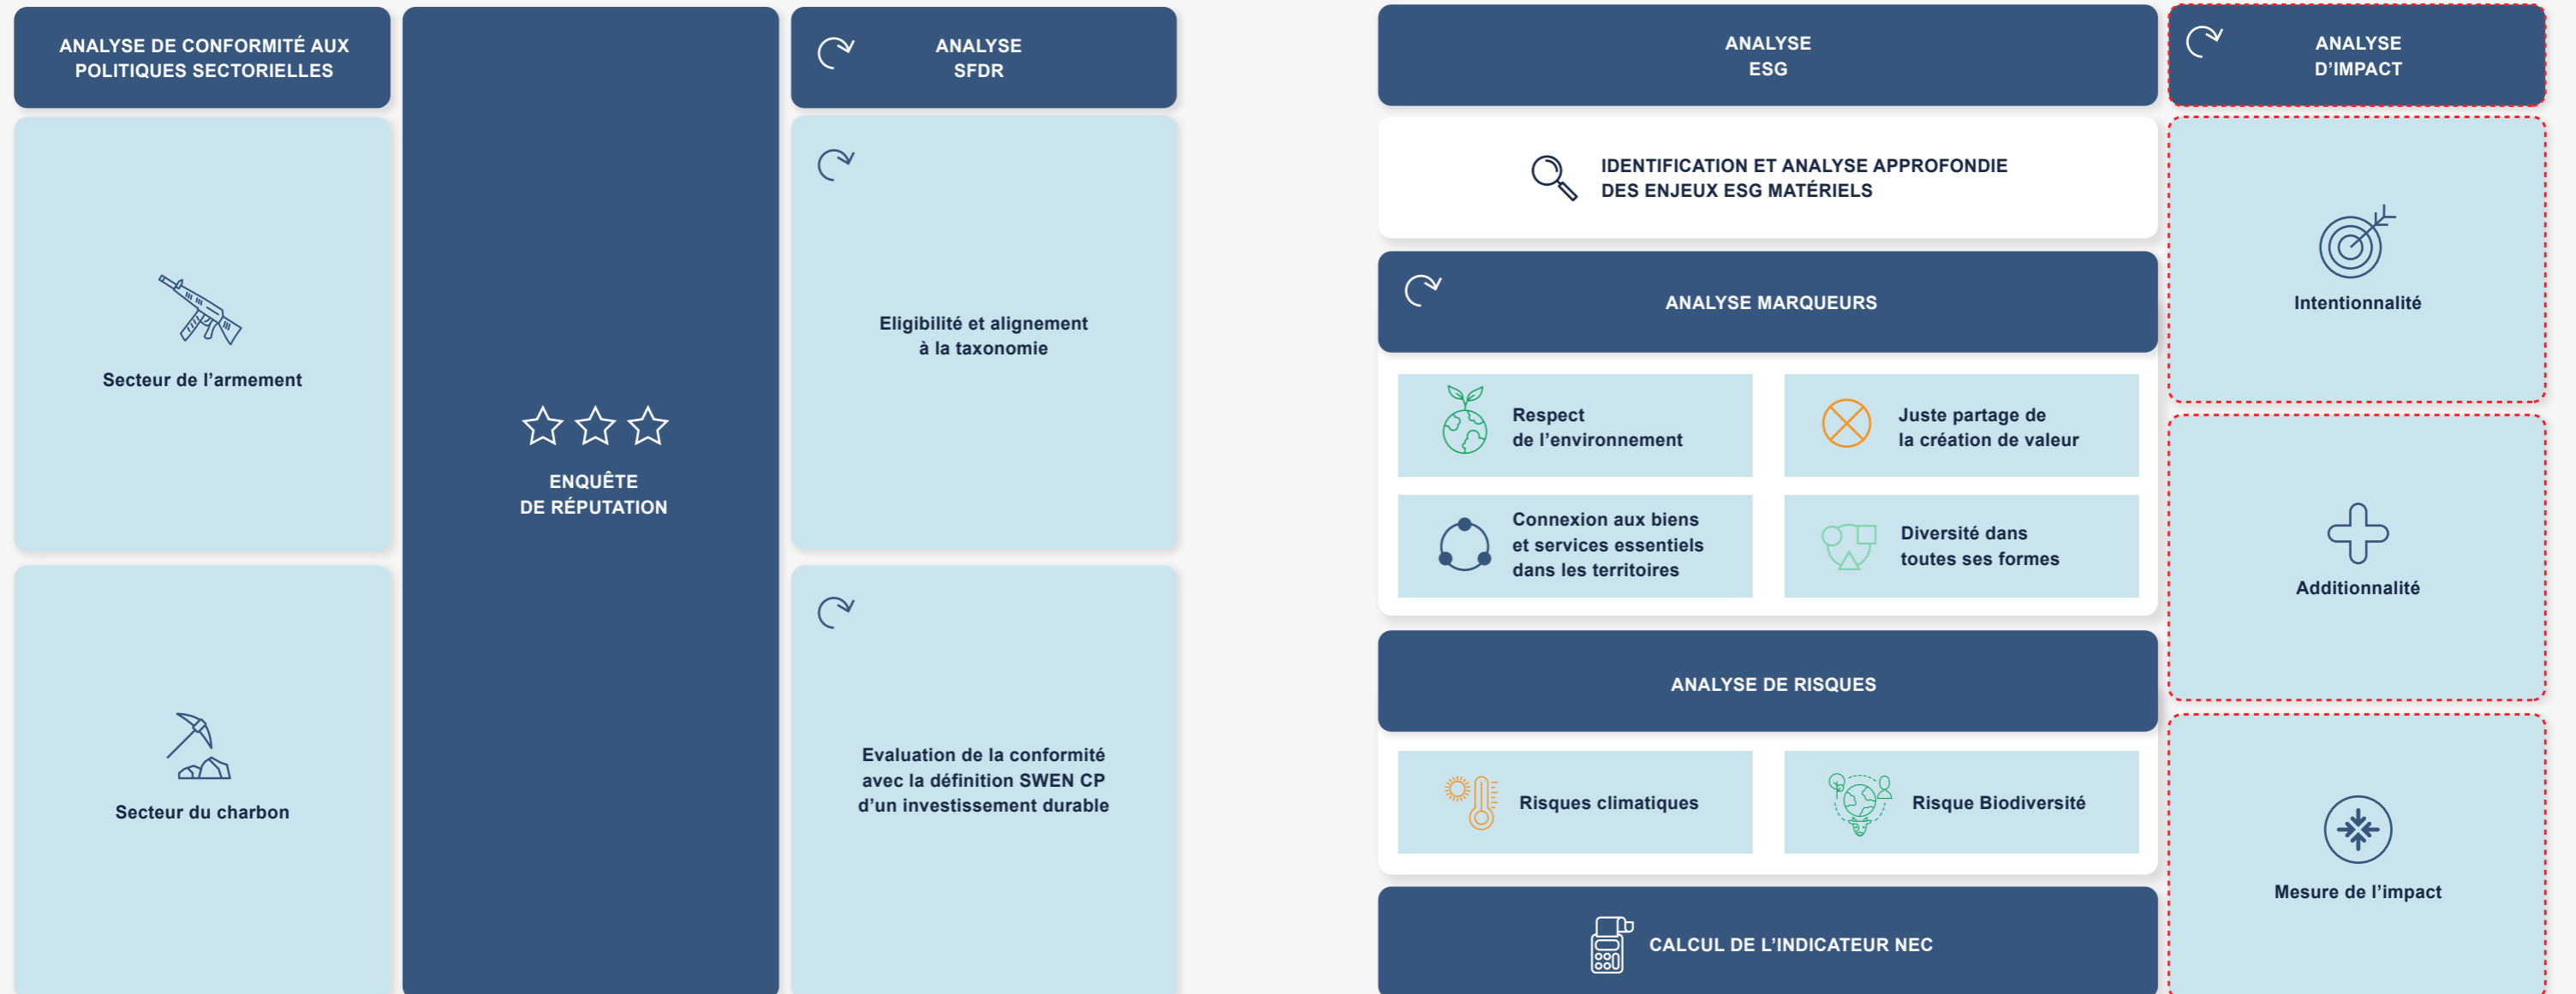 ANALYSE DE CONFORMITÉ AUX
POLITIQUES SECTORIELLES
Secteur de l’armement
Secteur du charbon
ENQUÊTE
DE RÉPUTATION
ANALYSE
SFDR
Eligibilité et alignement
à la taxonomie
Evaluation de la conformité
avec la définition SWEN CP
d’un investissement durable
ANALYSE
ESG
IDENTIFICATION ET ANALYSE APPROFONDIE
DES ENJEUX ESG MATÉRIELS
ANALYSE MARQUEURS
Respect
de l’environnement
Juste partage de
la création de valeur
Connexion aux biens
et services essentiels
dans les territoires
Diversité dans
toutes ses formes
ANALYSE DE RISQUES
Risques climatiques
Risque Biodiversité
CALCUL DE L’INDICATEUR NEC
ANALYSE
D’IMPACT
Intentionnalité
Additionnalité
Mesure de l’impact